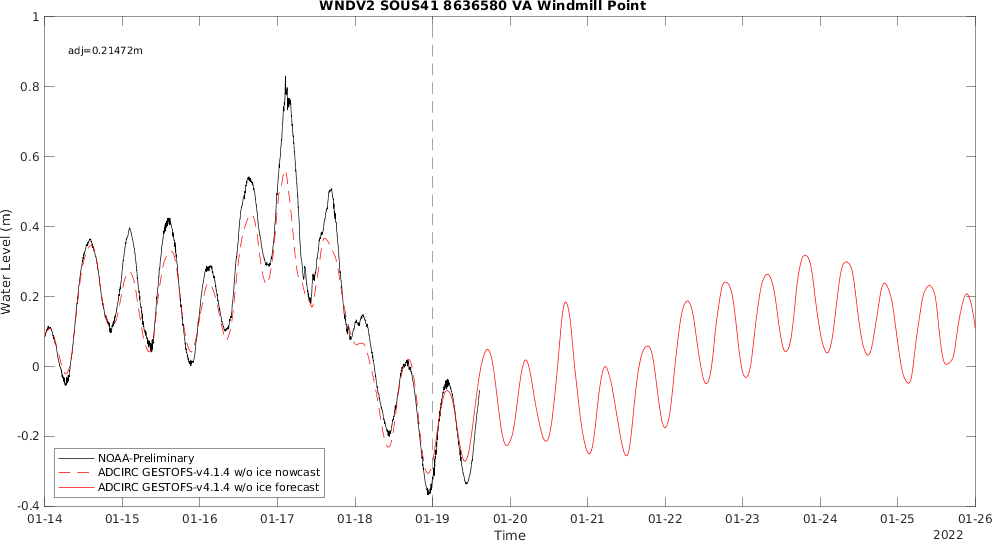 WNDV2 SOUS41 8636580 VA Windmill Point
adj=0.21472m
Water Level (m)
1
0.8
0.6
0.4
0.2
0
-0.2
-0.4
NOAA-Preliminary
ADCIRC GESTOFS-v4.1.4 w/o ice nowcast
ADCIRC GESTOFS-v4.1.4 w/o ice forecast
01-14 01-15 01-16 01-17 01-18 01-19 01-20 01-21 01-22 01-23 01-24 01-25 01-26
Time
2022